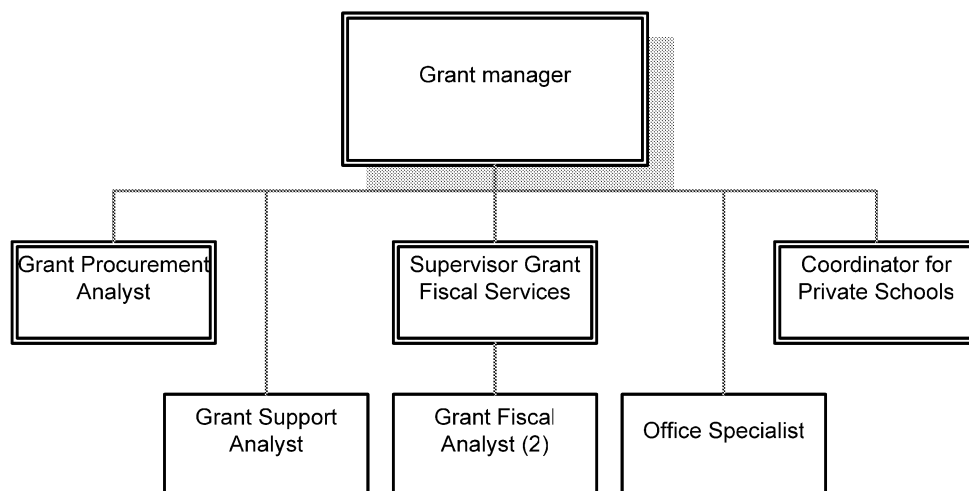 Grant manager
Grant Procurement
Analyst
Supervisor Grant
Fiscal Services
Coordinator for
Private Schools
Grant Support
Analyst
Grant Fiscal
Analyst (2)
Office Specialist